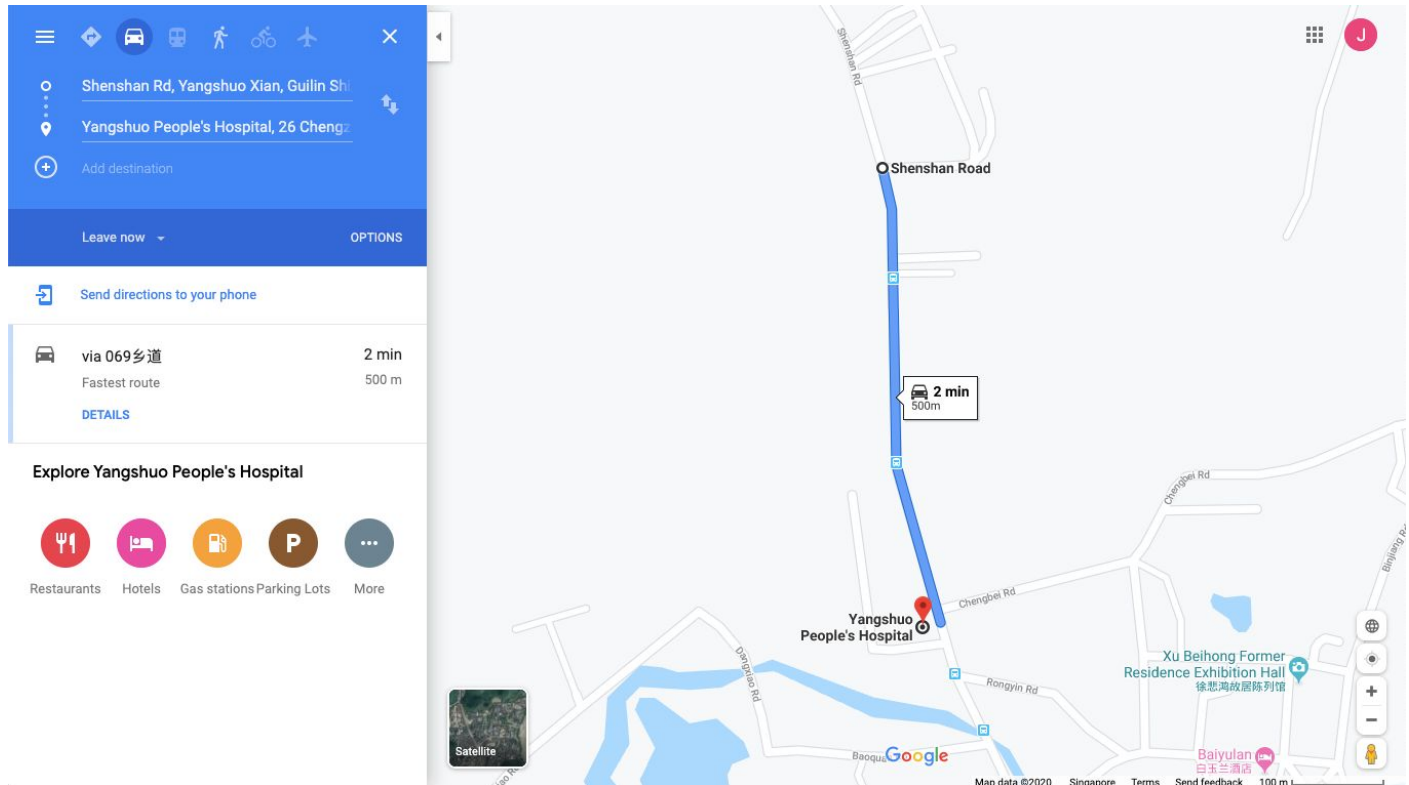 Shenshan Rd, Yangshuo Xian, Guilin Shi
Yangshuo People's Hospital, 26 Chengz
Add destination
Leave now
OPTIONS
Send directions to your phone
via 069乡道
2 min
Fastest route
500 m
DETAILS
Explore Yangshuo People's Hospital
P
Restaurants
Hotels
Gas stations
Parking Lots
More
J
Shenshan Rd
Shenshan Road
2 min
500m
Chengbei Rd
Binjiang Rd
Chengbei Rd
Yangshuo
People's Hospital
Dangxiao Rd
Rongyin Rd
Xu Beihong Former
Residence Exhibition Hall
徐悲鸿故居陈列馆
Satellite
Google
Baiyulan
白玉兰酒店
Map data ©2020
Singapore
Terms
Send feedback
100 m